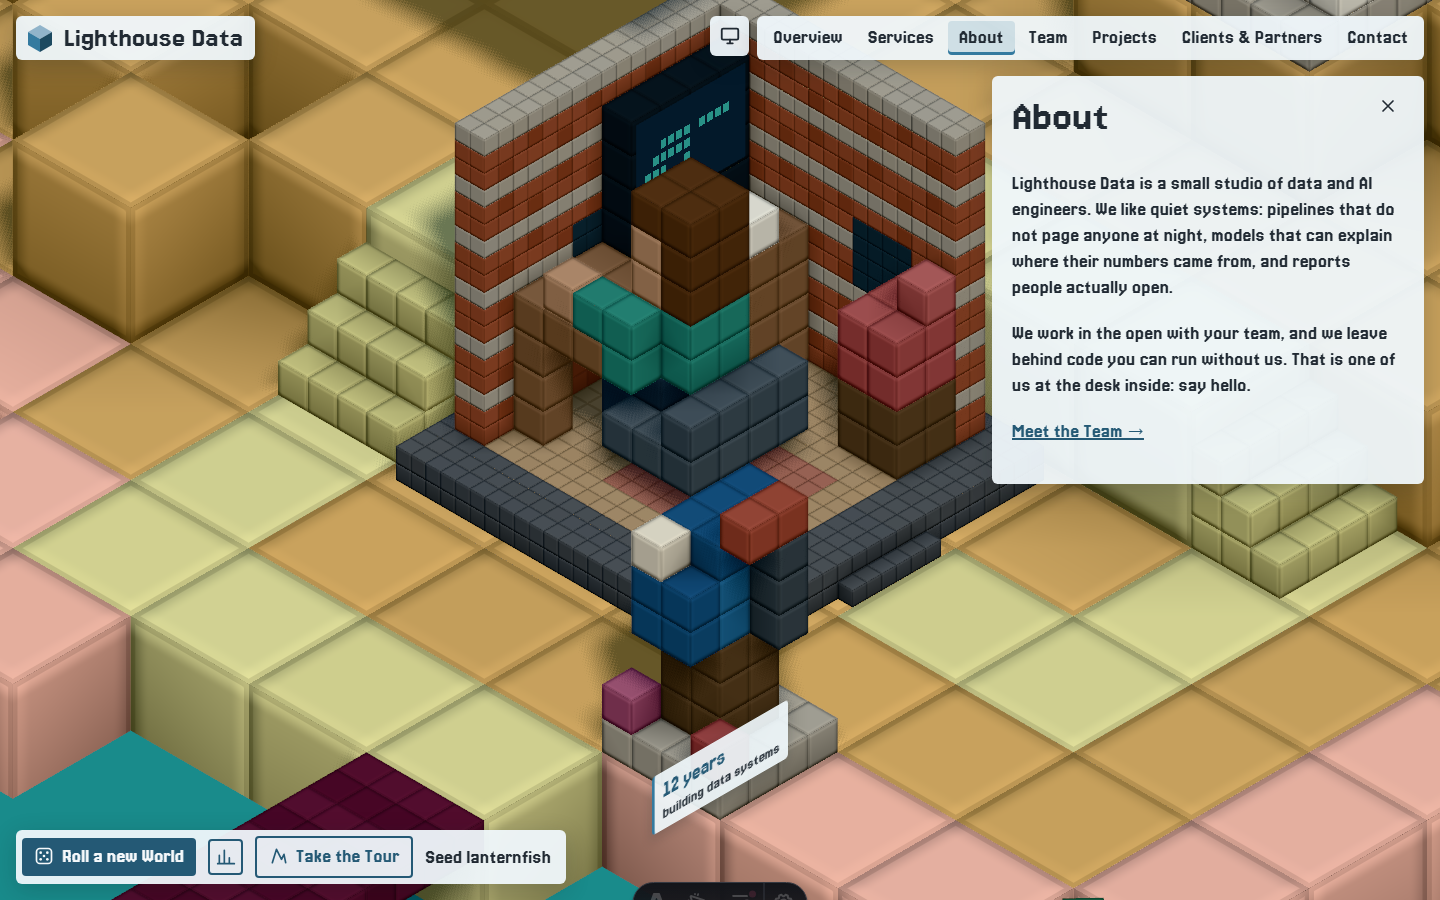 Lighthouse Data
Overview
Services
About
Team
Projects
Clients & Partners
Contact
About
Lighthouse Data is a small studio of data and AI
engineers. We like quiet systems: pipelines that do
not page anyone at night, models that can explain
where their numbers came from, and reports
people actually open.
We work in the open with your team, and we leave
behind code you can run without us. That is one of
us at the desk inside: say hello.
Meet the Team →
12 years
building data systems
Roll a new World
Take the Tour
Seed lanternfish